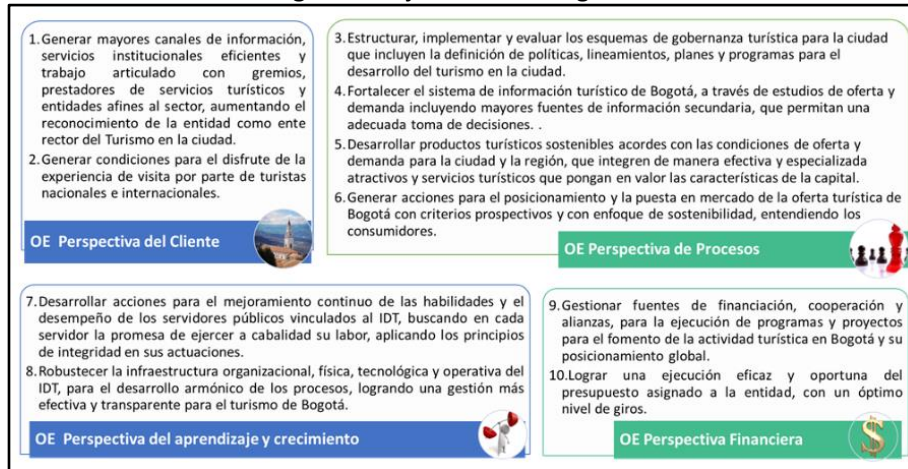 1.Generar mayores canales de información,
servicios institucionales eficientes y
trabajo articulado con gremios,
prestadores de servicios turísticos y
entidades afines al sector, aumentando el
reconocimiento de la entidad como ente
rector del Turismo en la ciudad.
2.Generar condiciones para el disfrute de la
experiencia de visita por parte de turistas
nacionales e internacionales.
OE Perspectiva del Cliente
3.Estructurar, implementar y evaluar los esquemas de gobernanza turística para la ciudad
que incluyen la definición de políticas, lineamientos, planes y programas para el
desarrollo del turismo en la ciudad.
4.Fortalecer el sistema de información turístico de Bogotá, a través de estudios de oferta y
demanda incluyendo mayores fuentes de información secundaria, que permitan una
adecuada toma de decisiones. .
5.Desarrollar productos turísticos sostenibles acordes con las condiciones de oferta y
demanda para la ciudad y la región, que integren de manera efectiva y especializada
atractivos y servicios turísticos que pongan en valor las características de la capital.
6.Generar acciones para el posicionamiento y la puesta en mercado de la oferta turística de
Bogotá con criterios prospectivos y con enfoque de sostenibilidad, entendiendo los
consumidores.
OE Perspectiva de Procesos
7.Desarrollar acciones para el mejoramiento continuo de las habilidades y el
desempeño de los servidores públicos vinculados al IDT, buscando en cada
servidor la promesa de ejercer a cabalidad su labor, aplicando los principios
de integridad en sus actuaciones.
8.Robustecer la infraestructura organizacional, física, tecnológica y operativa del
IDT, para el desarrollo armónico de los procesos, logrando una gestión más
efectiva y transparente para el turismo de Bogotá.
OE Perspectiva del aprendizaje y crecimiento
9.Gestionar fuentes de financiación, cooperación y
alianzas, para la ejecución de programas y proyectos
para el fomento de la actividad turística en Bogotá y su
posicionamiento global.
10.Lograr una ejecución eficaz y oportuna del
presupuesto asignado a la entidad, con un óptimo
nivel de giros.
OE Perspectiva Financiera